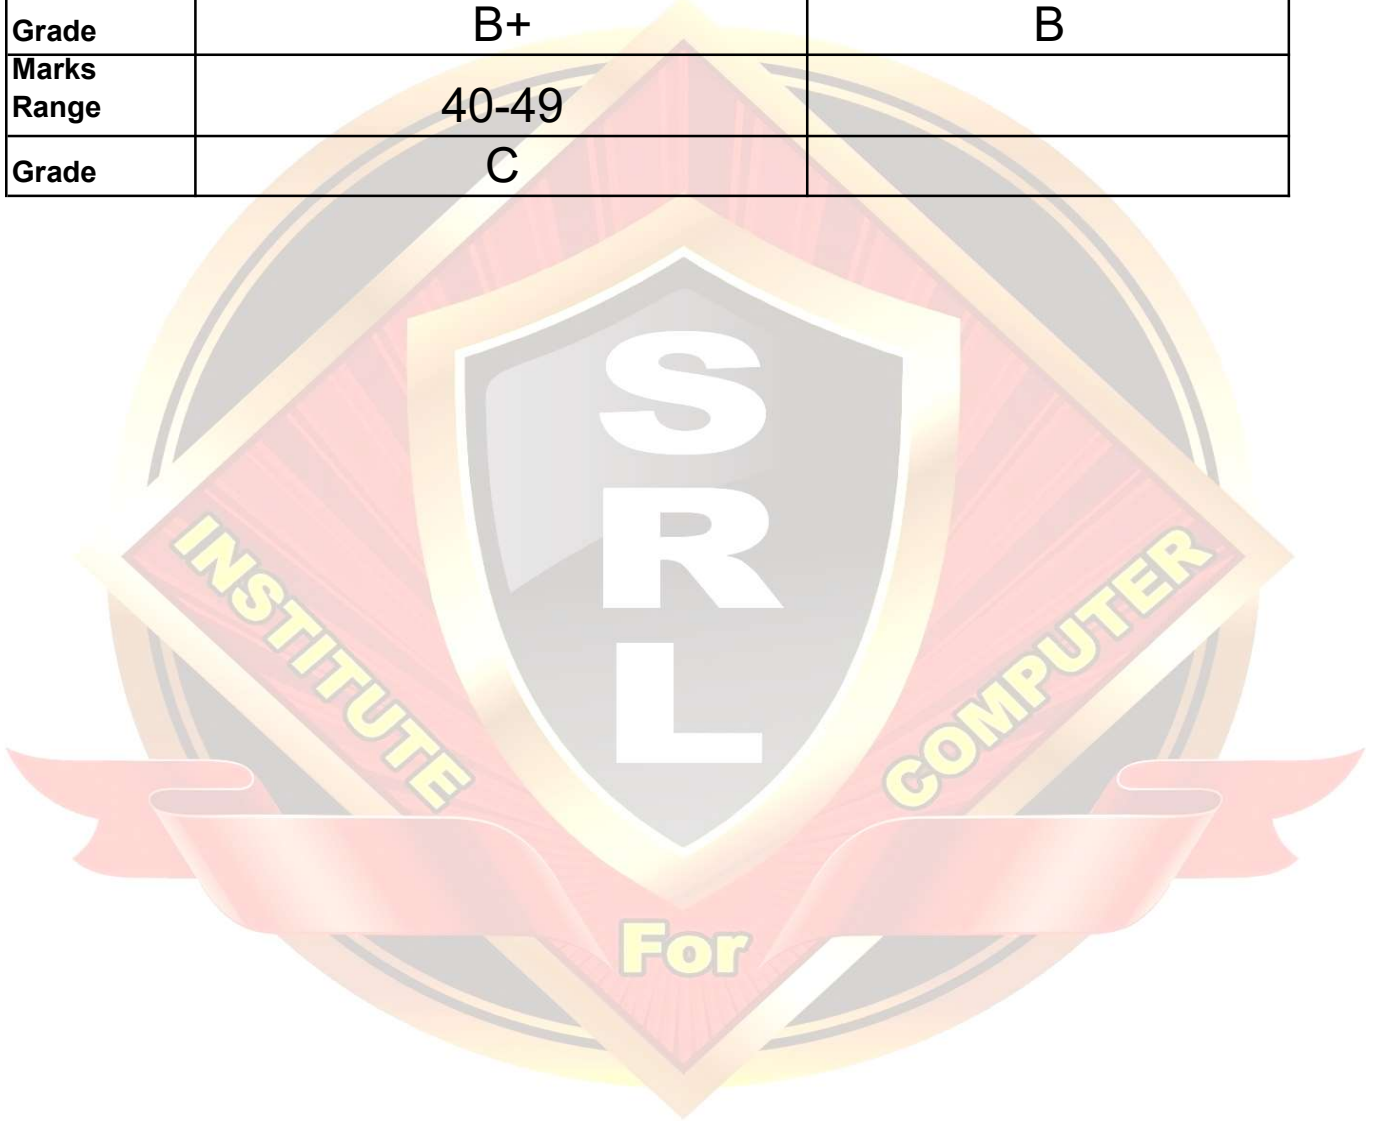 Grade B+ B
Marks
Range 40-49
Grade C
S
R
L
INSTITUTE
COMPUTER
For